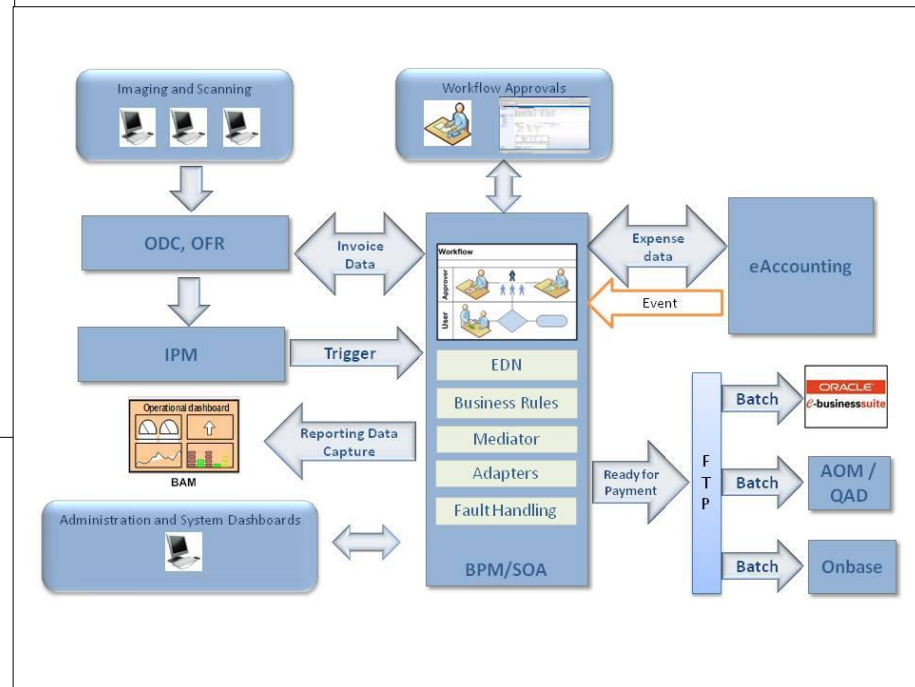 Imaging and Scanning
Workflow Approvals
ODC, OFR
Invoice
Data
Expense
data
eAccounting
Event
Workflow
Approver
User
IPM
Trigger
EDN
Business Rules
Mediator
Adapters
Fault Handling
BPM/SOA
Operational dashboard
BAM
Reporting Data
Capture
Administration and System Dashboards
Ready for
Payment
F
T
P
Batch
ORACLE
e-businesssuite
Batch
AOM /
QAD
Batch
Onbase